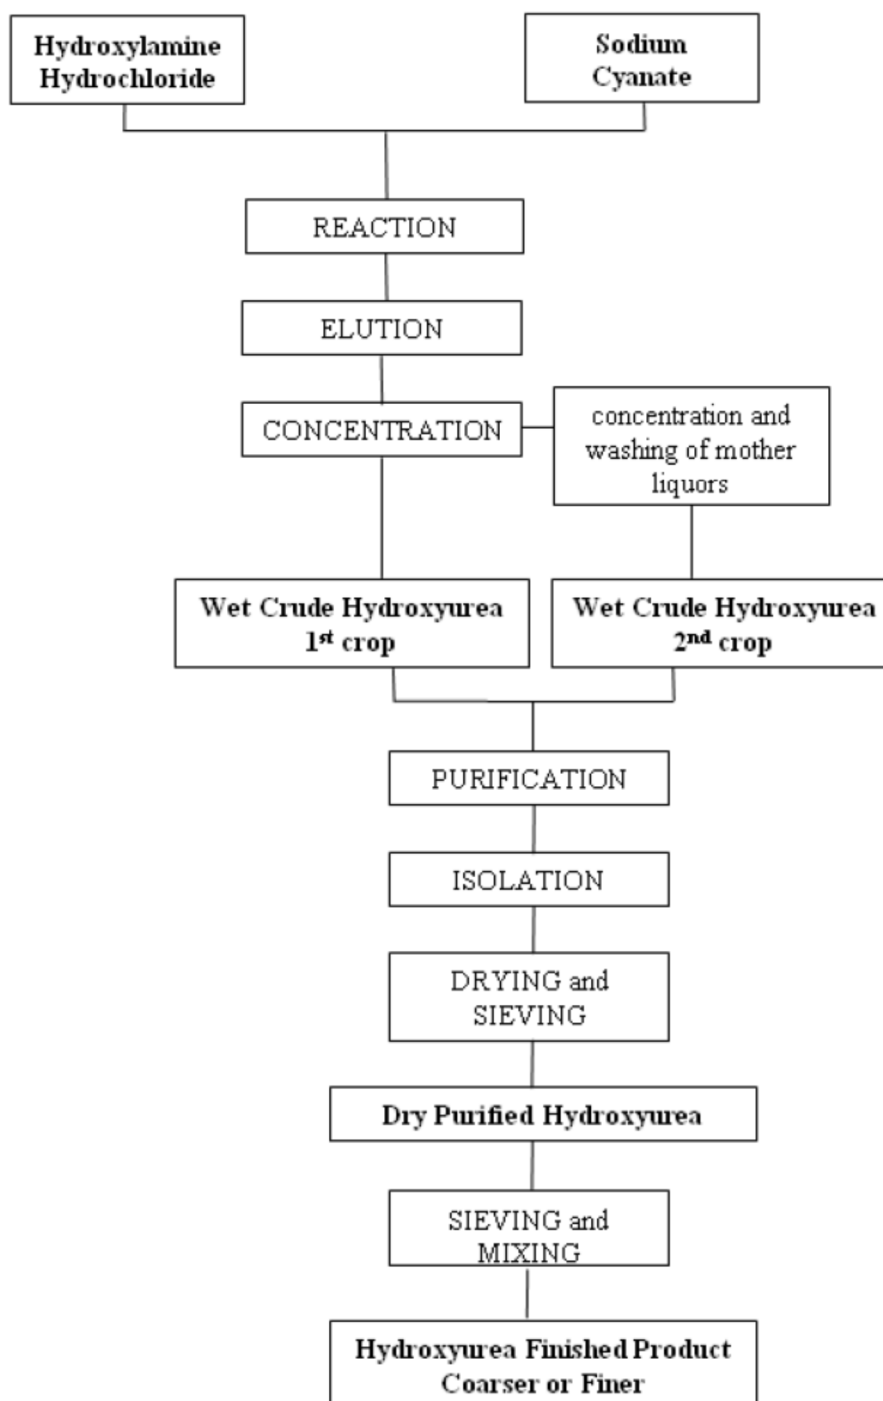 Hydroxylamine
Hydrochloride
Sodium
Cyanate
REACTION
ELUTION
CONCENTRATION
concentration and
washing of mother
liquors
Wet Crude Hydroxyurea
1st crop
Wet Crude Hydroxyurea
2nd crop
PURIFICATION
ISOLATION
DRYING and
SIEVING
Dry Purified Hydroxyurea
SIEVING and
MIXING
Hydroxyurea Finished Product
Coarser or Finer